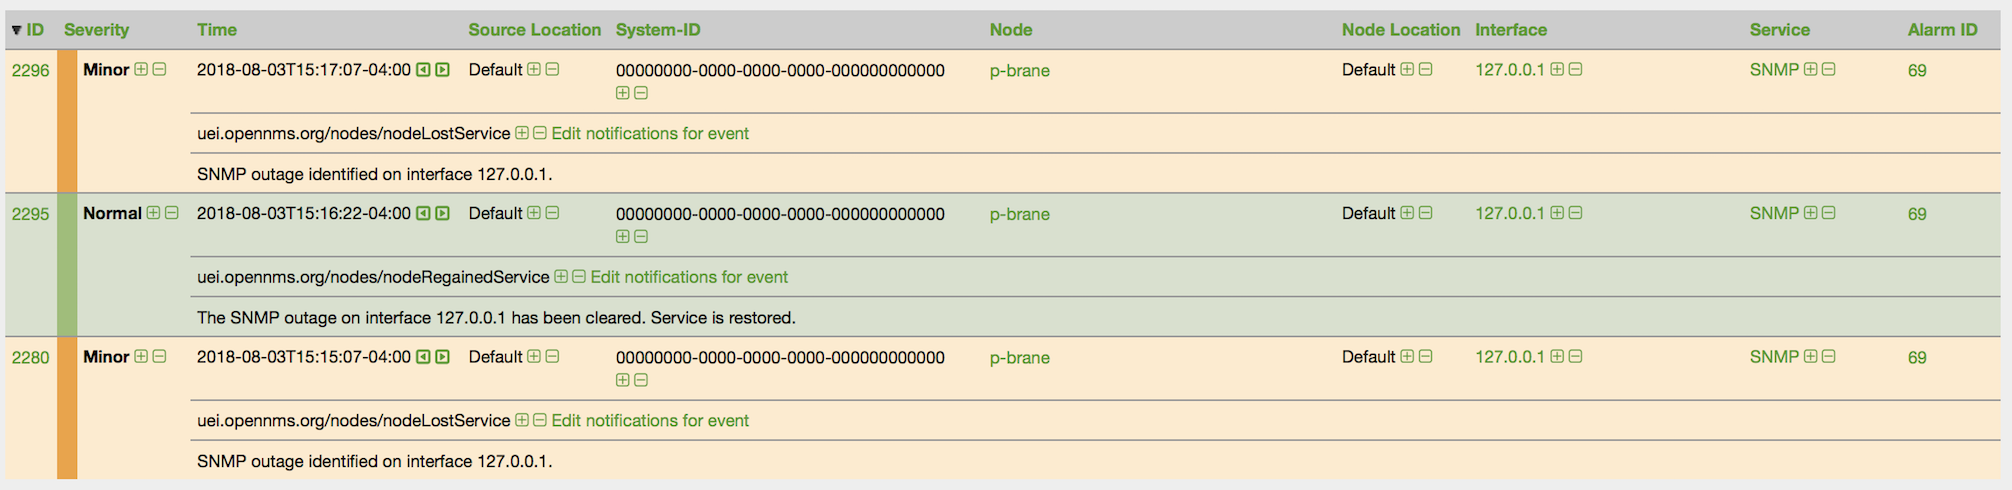 ID Severity Time Source Location System-ID Node Node Location Interface Service Alarm ID
2296 Minor 2018-08-03T15:17:07-04:00 Default 00000000-0000-0000-0000-000000000000 p-brane Default 127.0.0.1 SNMP 69
uei.opennms.org/nodes/nodeLostService Edit notifications for event
SNMP outage identified on interface 127.0.0.1.
2295 Normal 2018-08-03T15:16:22-04:00 Default 00000000-0000-0000-0000-000000000000 p-brane Default 127.0.0.1 SNMP 69
uei.opennms.org/nodes/nodeRegainedService Edit notifications for event
The SNMP outage on interface 127.0.0.1 has been cleared. Service is restored.
2280 Minor 2018-08-03T15:15:07-04:00 Default 00000000-0000-0000-0000-000000000000 p-brane Default 127.0.0.1 SNMP 69
uei.opennms.org/nodes/nodeLostService Edit notifications for event
SNMP outage identified on interface 127.0.0.1.